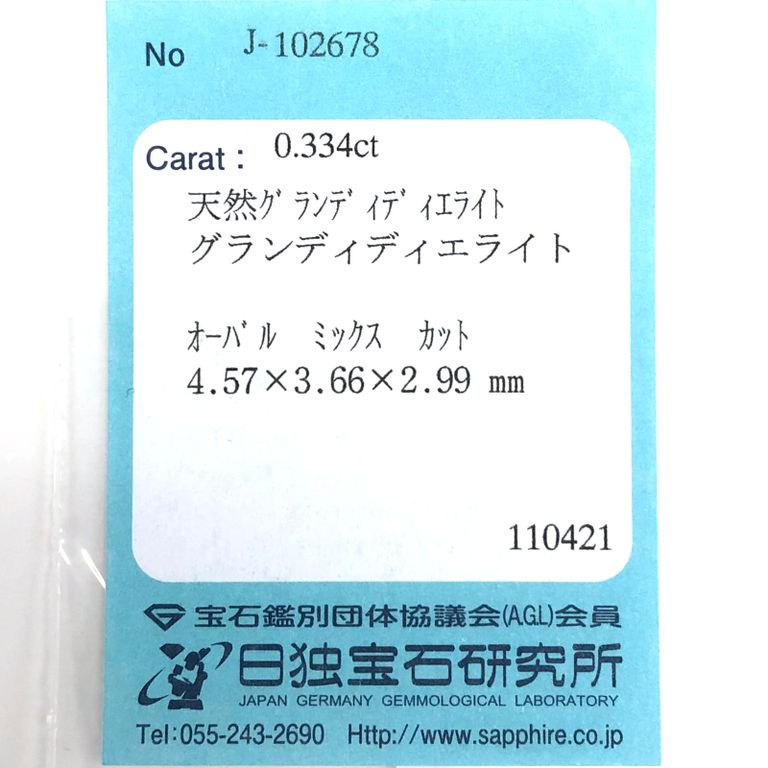 No J-102678
Carat: 0.334ct
天然ｸﾞﾗﾝﾃﾞｨﾃﾞｨｴﾗｲﾄ
グランディディエライト
ｵｰﾊﾞﾙ ﾐｯｸｽ ｶｯﾄ
4.57×3.66×2.99 mm
110421
宝石鑑別団体協議会(A.G.L)会員
日独宝石研究所
JAPAN GERMANY GEMMOLOGICAL LABORATORY
Tel:055-243-2690 Http://www.sapphire.co.jp